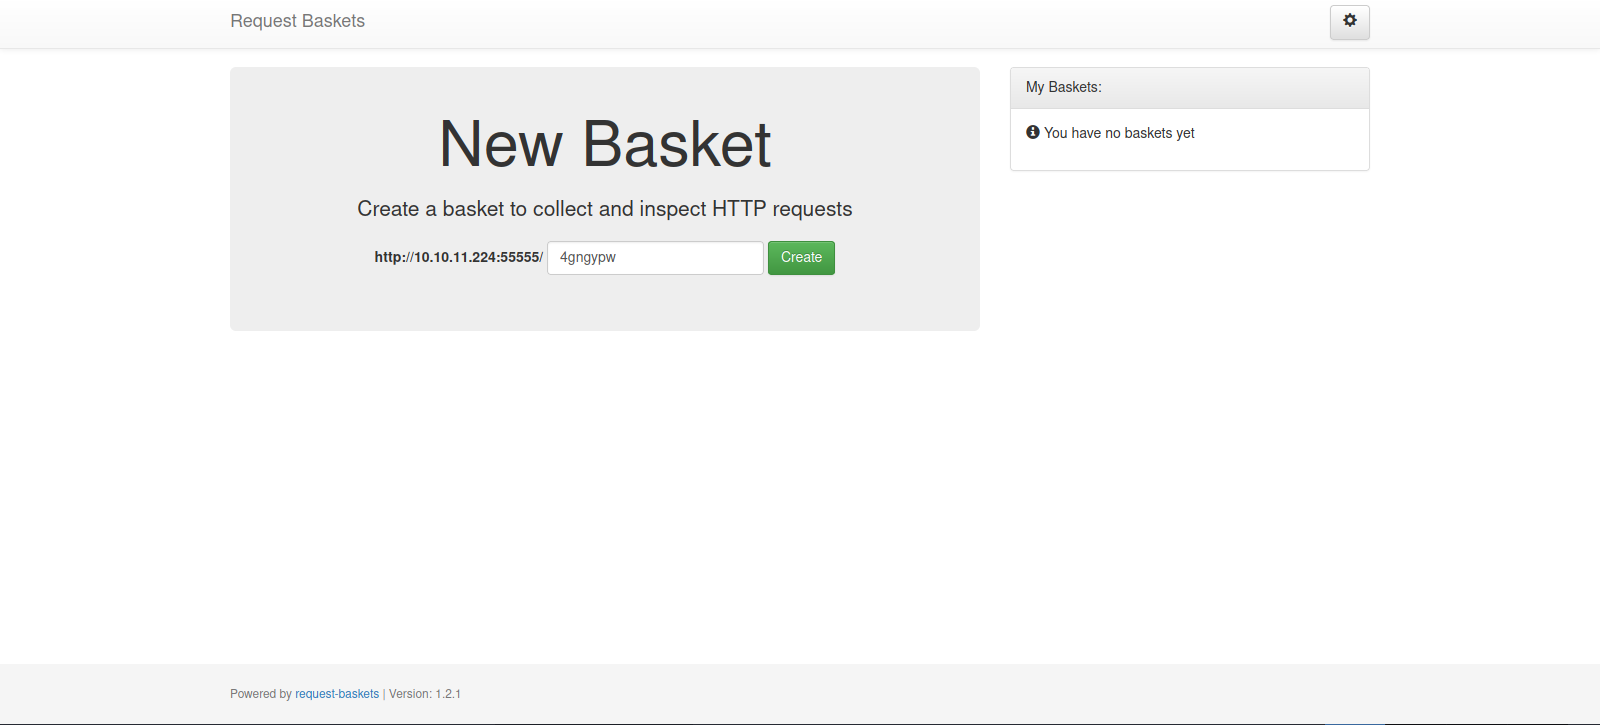 Request Baskets
New Basket
Create a basket to collect and inspect HTTP requests
http://10.10.11.224:55555/ 4gngypw Create
My Baskets:
You have no baskets yet
Powered by request-baskets | Version: 1.2.1